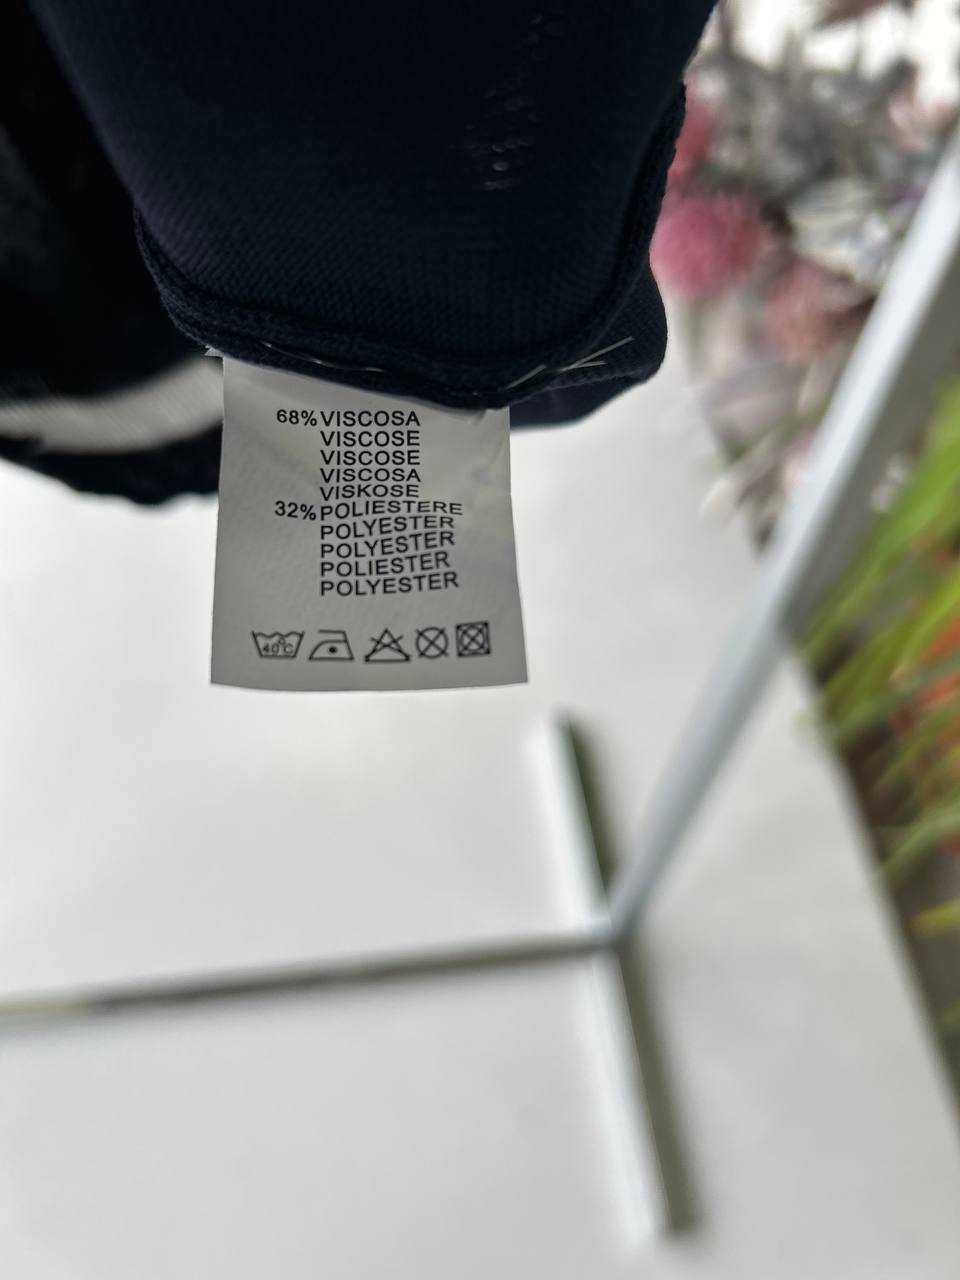 68% VISCOSA
VISCOSE
VISCOSE
VISCOSA
VISKOSE
32% POLIESTERE
POLYESTER
POLYESTER
POLIESTER
POLYESTER
40°C